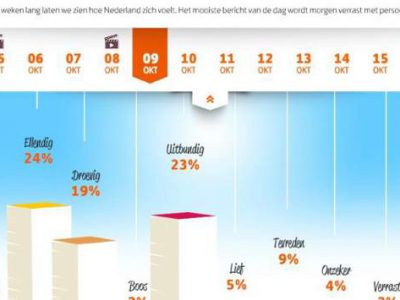 weken lang laten we zien hoe Nederland zich voelt. Het mooiste bericht van de dag wordt morgen verrast met
06 07 08 09 10 11 12 13 14 15
OKT OKT OKT OKT OKT OKT OKT OKT OKT OKT
Ellendig
24%
Droevig
19%
Uitbundig
23%
Boos
Lief
5%
Tevreden
9%
Onzeker
4%